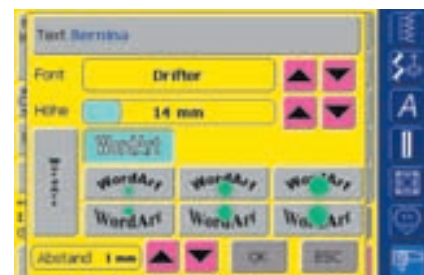 Text Bernina
Font Drifter
Höhe 14 mm
WordArt
WordArt WordArt WordArt
WordArt WordArt WordArt
WordArt
Abstand 1 mm OK ESC
A